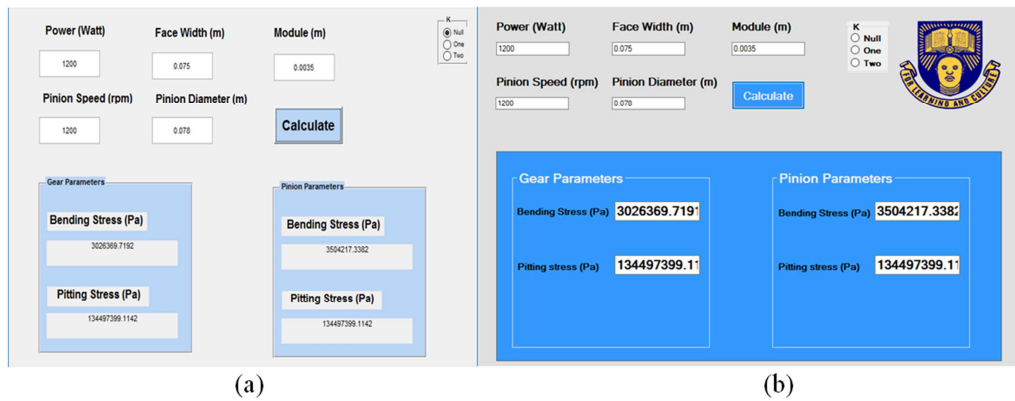 Power (Watt) Face Width (m) Module (m)
K
Null
One
Two
1200 0.075 0.0035
Pinion Speed (rpm) Pinion Diameter (m)
1200 0.078
Calculate
Gear Parameters
Bending Stress (Pa)
3026369.7192
Pitting Stress (Pa)
134497399.1142
Pinion Parameters
Bending Stress (Pa)
3504217.3382
Pitting Stress (Pa)
134497399.1142
(a)
Power (Watt) Face Width (m) Module (m)
K
Null
One
Two
1200 0.075 0.0035
Pinion Speed (rpm) Pinion Diameter (m)
1200 0.078
Calculate
FOR LEARNING AND CULTURE
Gear Parameters
Bending Stress (Pa) 3026369.7191
Pitting stress (Pa) 134497399.11
Pinion Parameters
Bending Stress (Pa) 3504217.3382
Pitting stress (Pa) 134497399.11
(b)